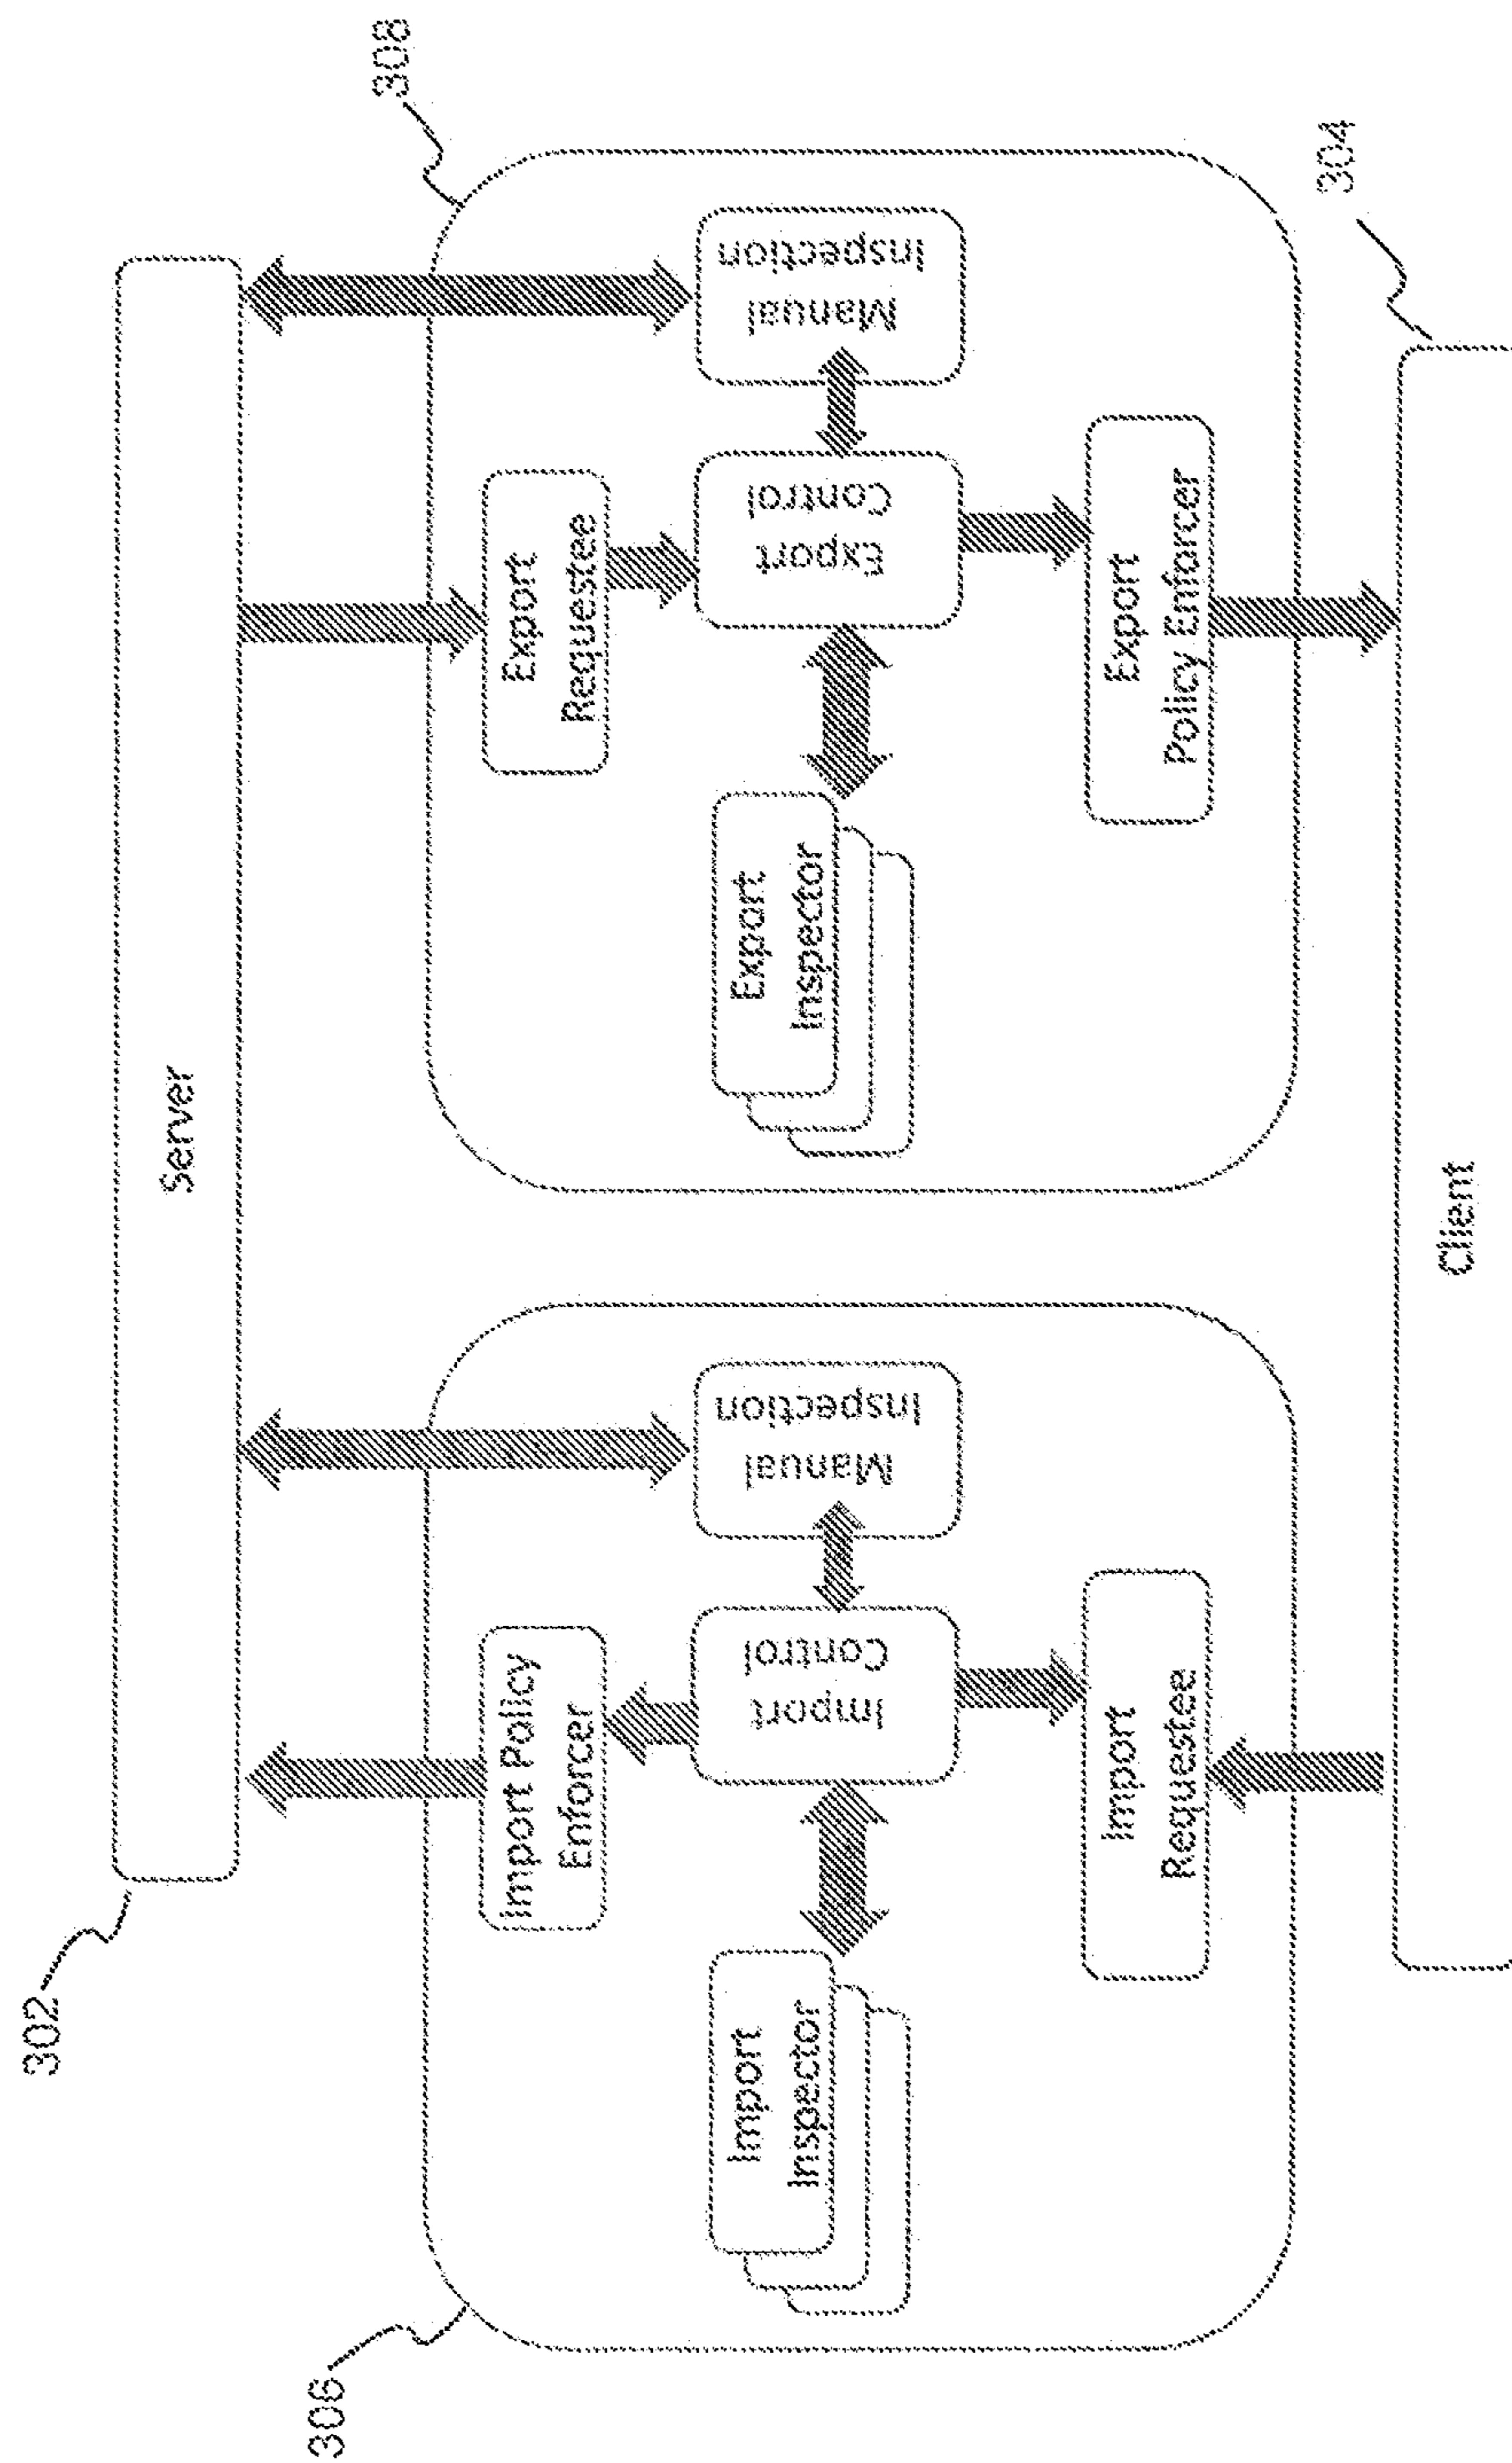 302
Server
306
Import Policy
Enforcer
Import
Inspector
Import
Control
Manual
Inspection
Import
Requestee
308
Export
Requestee
Export
Inspector
Export
Control
Manual
Inspection
Export
Policy Enforcer
Client
304